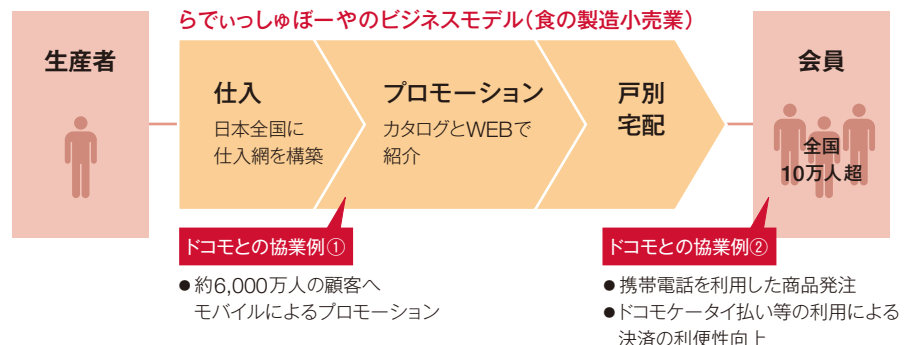 らでぃっしゅぼーやのビジネスモデル（食の製造小売業）
生産者
仕入
日本全国に
仕入網を構築
プロモーション
カタログとWEBで
紹介
戸別
宅配
会員
全国
10万人超
ドコモとの協業例①
●約6,000万人の顧客へ
モバイルによるプロモーション
ドコモとの協業例②
●携帯電話を利用した商品発注
●ドコモケータイ払い等の利用による
決済の利便性向上